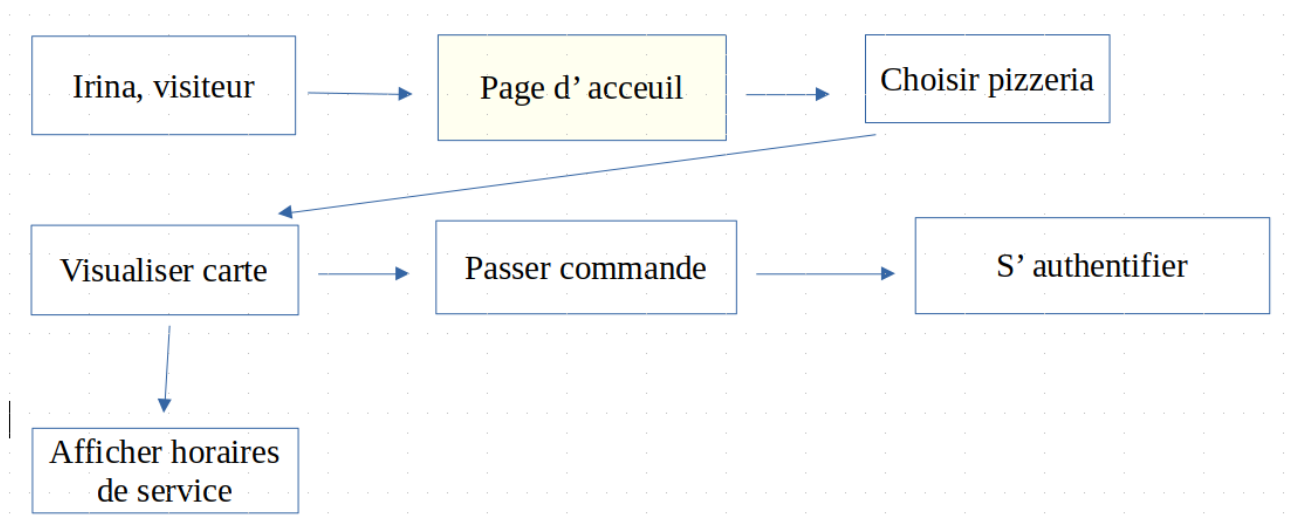 Irina, visiteur
Page d’ acceuil
Choisir pizzeria
Visualiser carte
Passer commande
S’ authentifier
Afficher horaires
de service